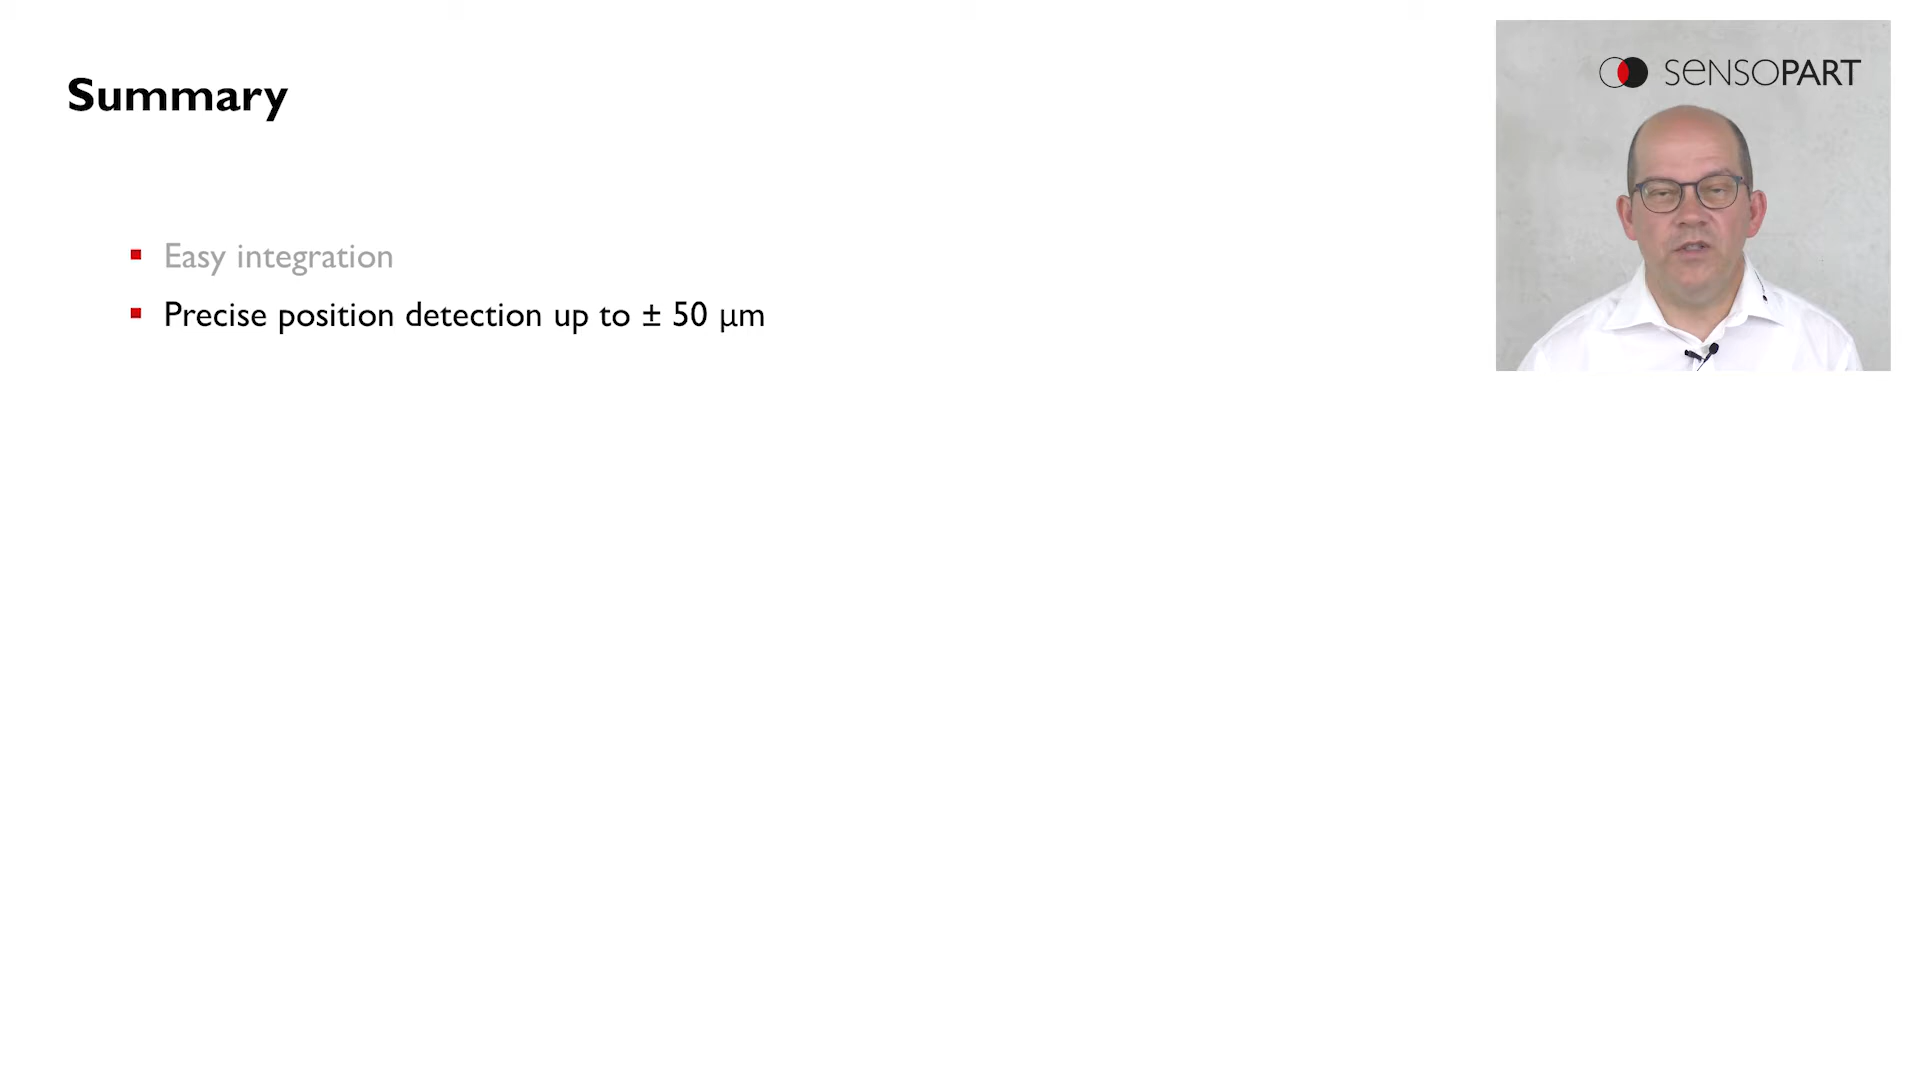 Summary
SENSOPART
Easy integration
Precise position detection up to ± 50 µm